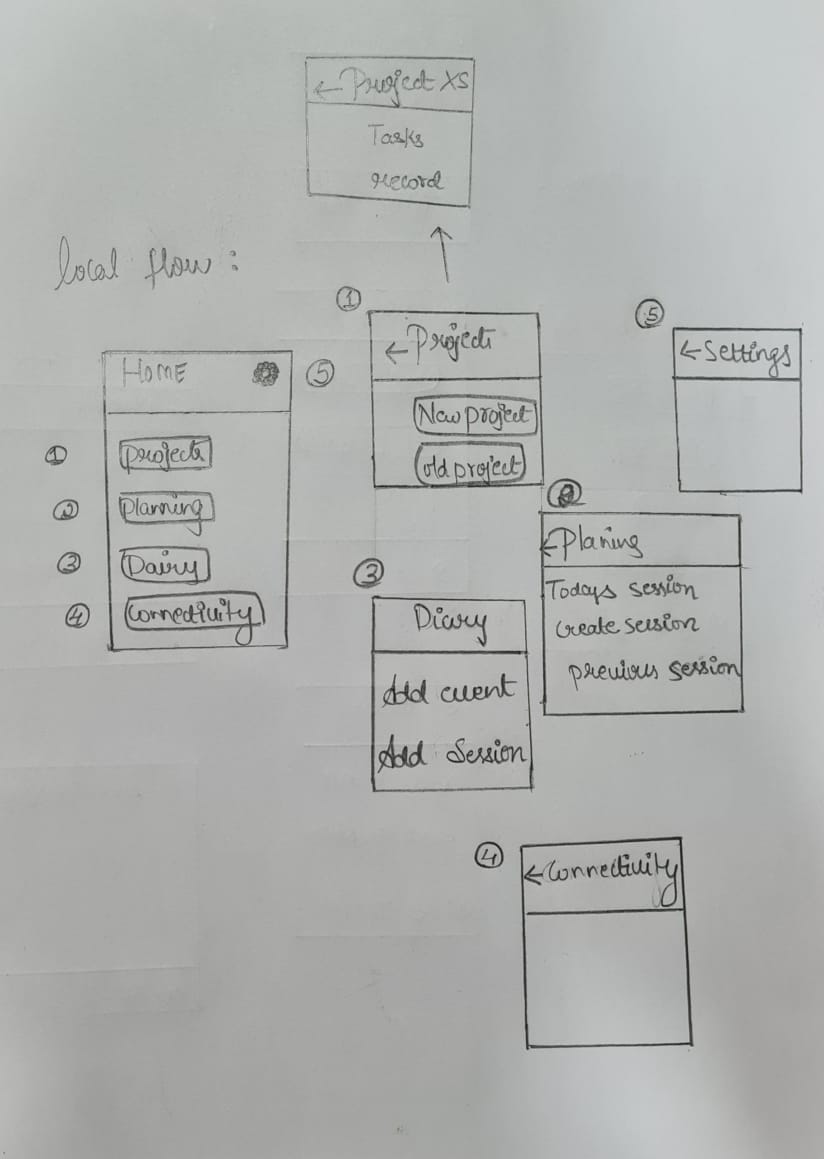 ← Project XS
Tasks
Record
local flow :
①
← Projects
New project
old project
⑤
← Settings
HOME ⑤
① projects
② Planning
③ Dairy
④ Connectivity
②
← Planing
Todays session
create session
previous session
③
Diary
Add event
Add Session
④
← Connectivity